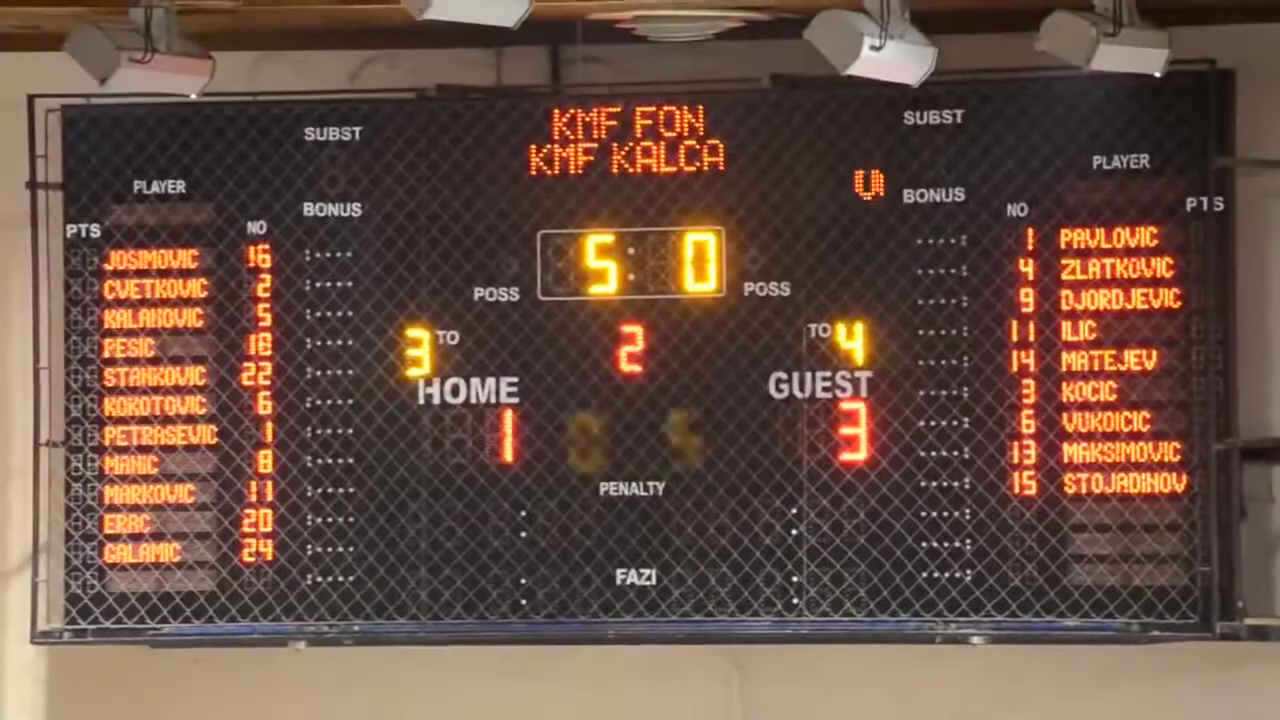 KMF FON
KMF KALCA
SUBST
SUBST
PLAYER
PLAYER
BONUS
BONUS
PTS
NO
NO
PTS
5 : 0
POSS
POSS
3 TO
2
TO 4
HOME
GUEST
1
3
PENALTY
FAZI
JOSIMOVIC 16
CVETKOVIC 2
KALANOVIC 5
PESIC 18
STANKOVIC 22
KOKOTOVIC 6
PETRASEVIC 1
MANIC 8
MARKOVIC 11
ERAC 20
GALAMIC 24
1 PAVLOVIC
4 ZLATKOVIC
9 DJORDJEVIC
11 ILIC
14 MATEJEV
3 KOCIC
6 VUKOICIC
13 MAKSIMOVIC
15 STOJADINOV